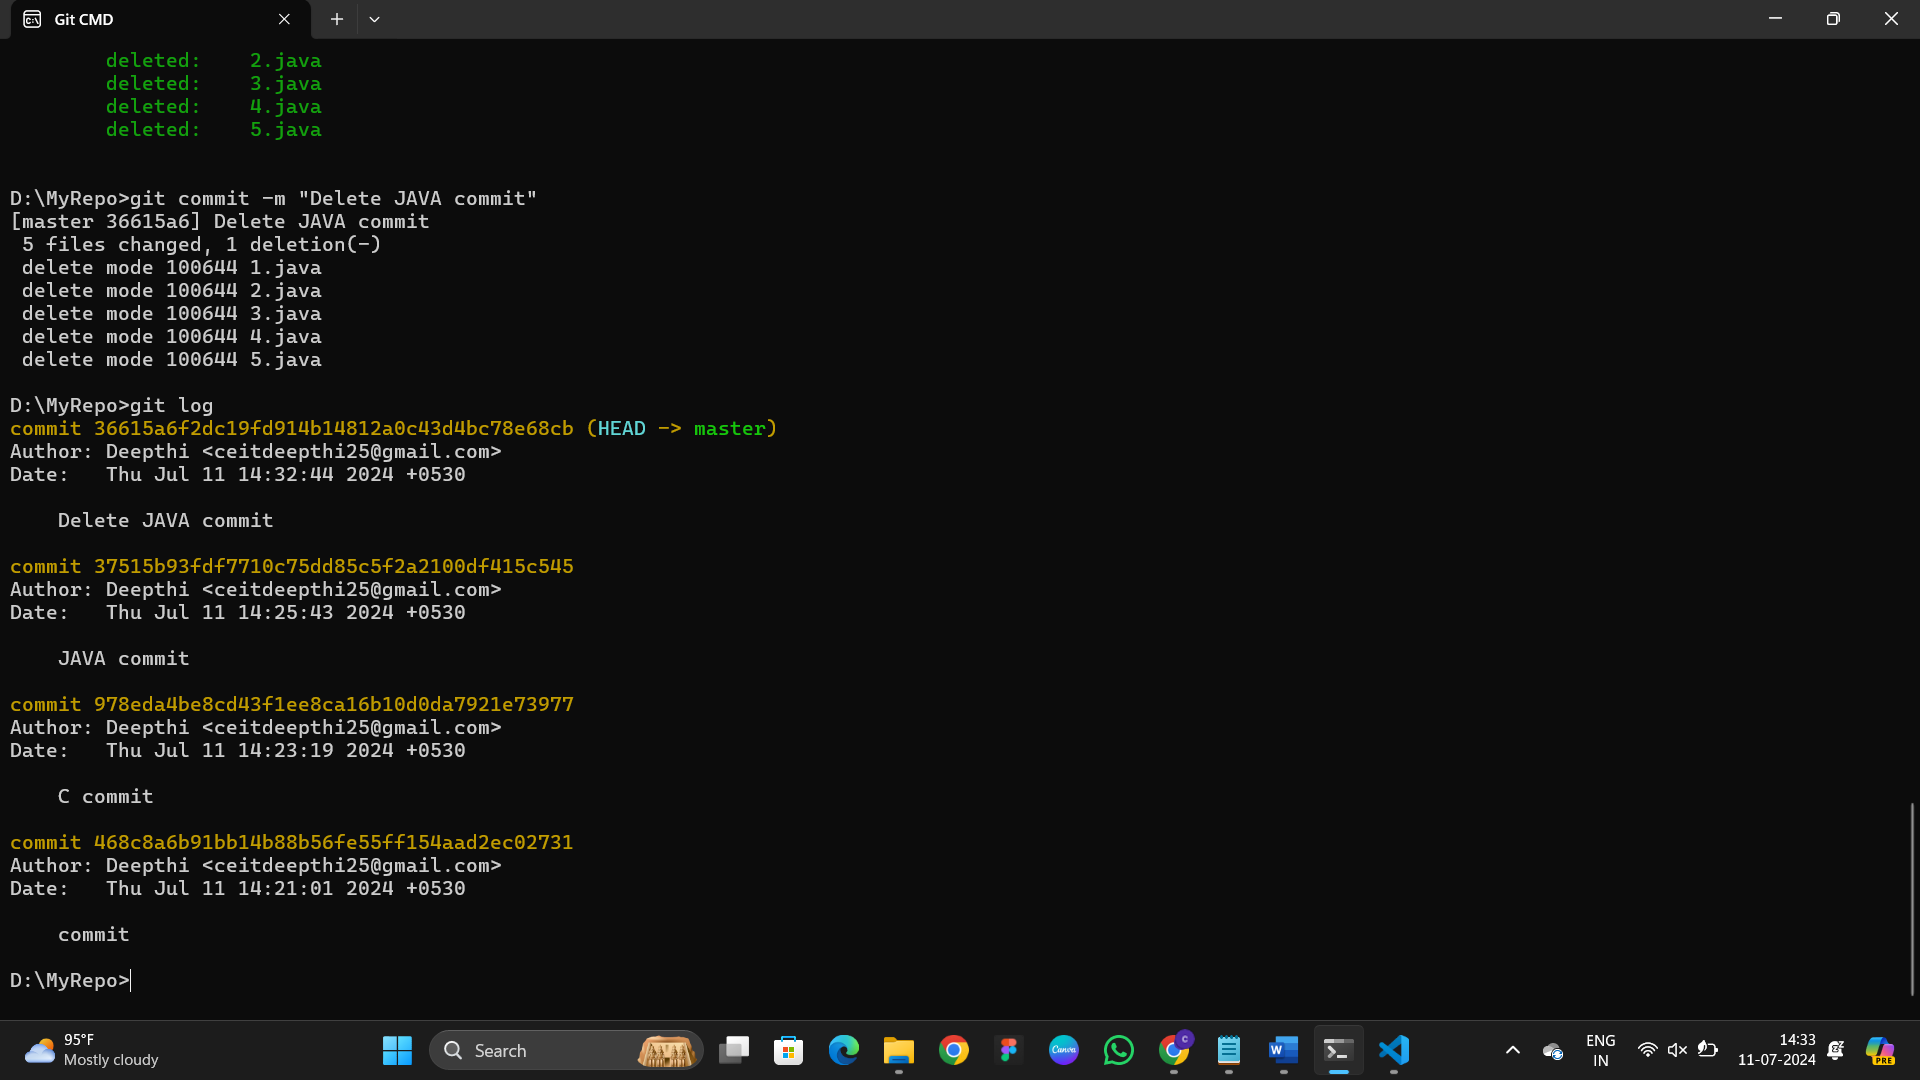 Git CMD
deleted:    2.java
deleted:    3.java
deleted:    4.java
deleted:    5.java
D:\MyRepo>git commit -m "Delete JAVA commit"
[master 36615a6] Delete JAVA commit
5 files changed, 1 deletion(-)
delete mode 100644 1.java
delete mode 100644 2.java
delete mode 100644 3.java
delete mode 100644 4.java
delete mode 100644 5.java
D:\MyRepo>git log
commit 36615a6f2dc19fd914b14812a0c43d4bc78e68cb (HEAD -> master)
Author: Deepthi <ceitdeepthi25@gmail.com>
Date:   Thu Jul 11 14:32:44 2024 +0530
Delete JAVA commit
commit 37515b93fdf7710c75dd85c5f2a2100df415c545
Author: Deepthi <ceitdeepthi25@gmail.com>
Date:   Thu Jul 11 14:25:43 2024 +0530
JAVA commit
commit 978eda4be8cd43f1ee8ca16b10d0da7921e73977
Author: Deepthi <ceitdeepthi25@gmail.com>
Date:   Thu Jul 11 14:23:19 2024 +0530
C commit
commit 468c8a6b91bb14b88b56fe55ff154aad2ec02731
Author: Deepthi <ceitdeepthi25@gmail.com>
Date:   Thu Jul 11 14:21:01 2024 +0530
commit
D:\MyRepo>
95°F
Mostly cloudy
Search
Canva
C
W
ENG
IN
14:33
11-07-2024
PRE